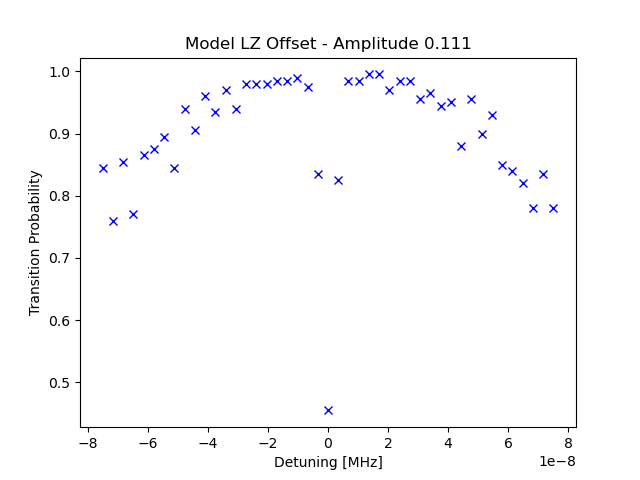 Model LZ Offset - Amplitude 0.111
1.0
0.9
0.8
0.7
0.6
0.5
Transition Probability
−8 −6 −4 −2 0 2 4 6 8
1e−8
Detuning [MHz]